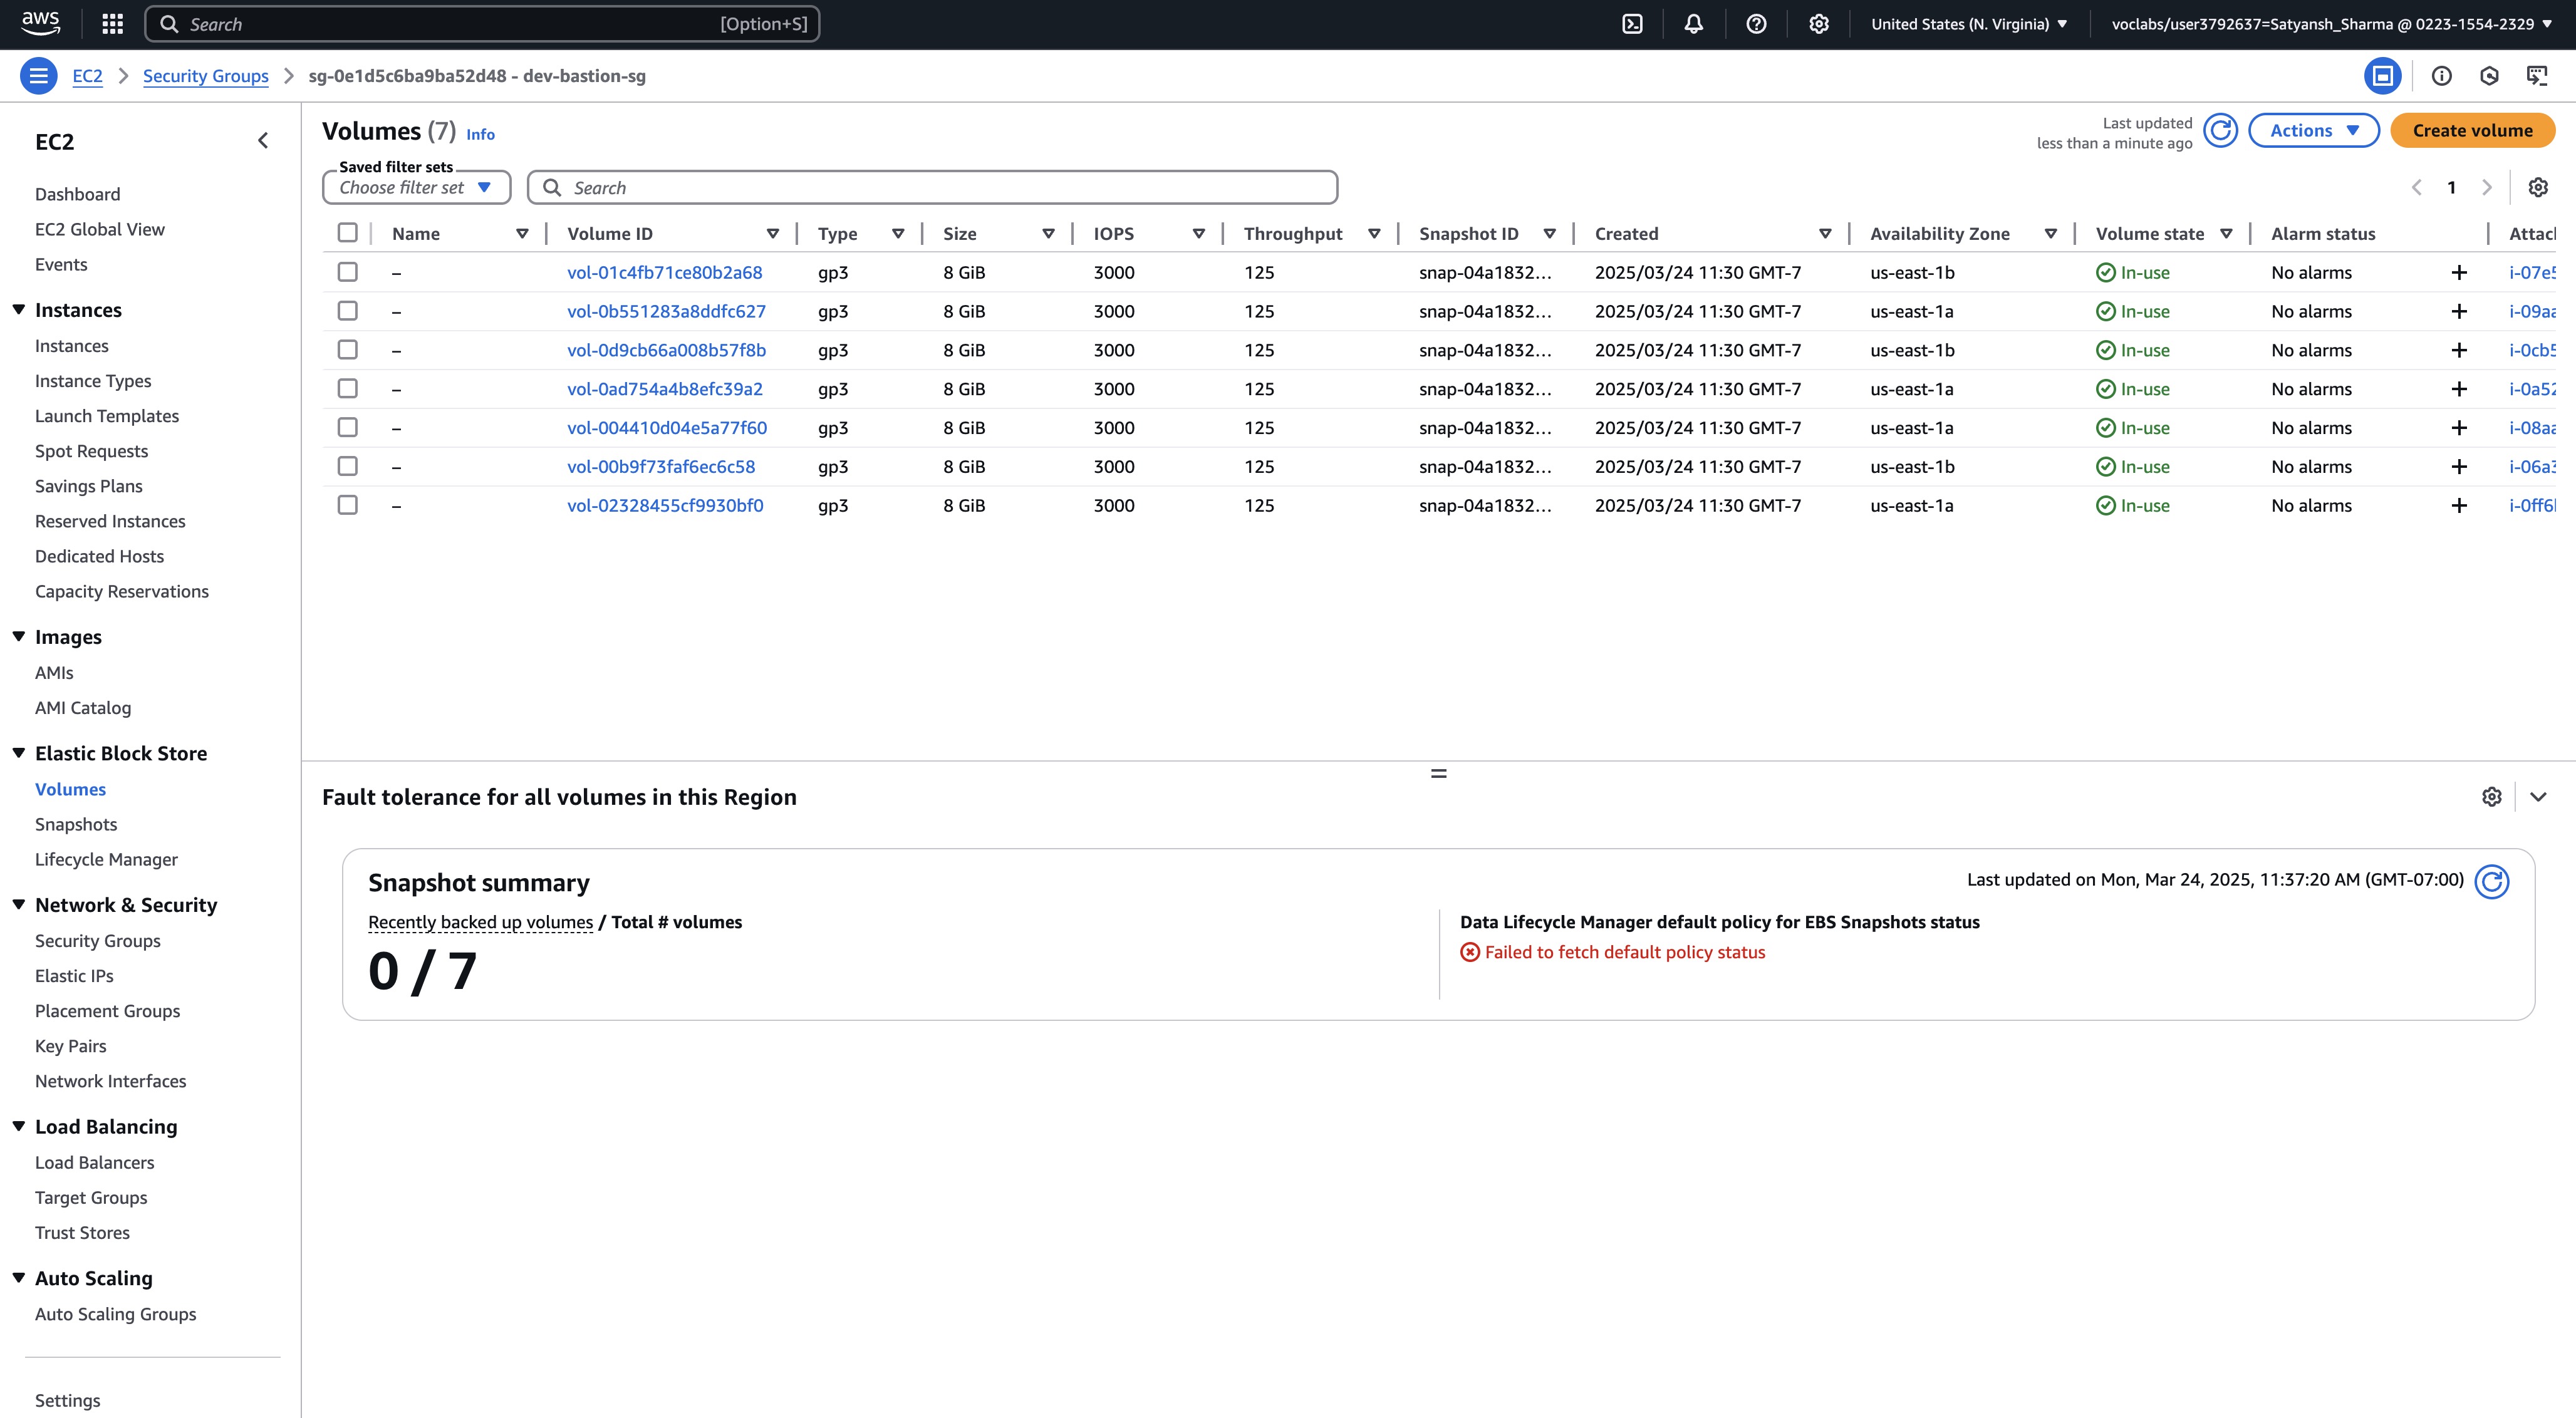 aws Search [Option+S] United States (N. Virginia) voclabs/user3792637=Satyansh_Sharma @ 0223-1554-2329
EC2 Security Groups sg-0e1d5c6ba9ba52d48 - dev-bastion-sg
EC2
Dashboard
EC2 Global View
Events
Instances
Instances
Instance Types
Launch Templates
Spot Requests
Savings Plans
Reserved Instances
Dedicated Hosts
Capacity Reservations
Images
AMIs
AMI Catalog
Elastic Block Store
Volumes
Snapshots
Lifecycle Manager
Network & Security
Security Groups
Elastic IPs
Placement Groups
Key Pairs
Network Interfaces
Load Balancing
Load Balancers
Target Groups
Trust Stores
Auto Scaling
Auto Scaling Groups
Settings
Volumes (7) Info
Last updated
less than a minute ago
Actions
Create volume
Saved filter sets
Choose filter set Search 1
Name Volume ID Type Size IOPS Throughput Snapshot ID Created Availability Zone Volume state Alarm status
– vol-01c4fb71ce80b2a68 gp3 8 GiB 3000 125 snap-04a1832... 2025/03/24 11:30 GMT-7 us-east-1b In-use No alarms + i-07e5
– vol-0b551283a8ddfc627 gp3 8 GiB 3000 125 snap-04a1832... 2025/03/24 11:30 GMT-7 us-east-1a In-use No alarms + i-09aa
– vol-0d9cb66a008b57f8b gp3 8 GiB 3000 125 snap-04a1832... 2025/03/24 11:30 GMT-7 us-east-1b In-use No alarms + i-0cb5
– vol-0ad754a4b8efc39a2 gp3 8 GiB 3000 125 snap-04a1832... 2025/03/24 11:30 GMT-7 us-east-1a In-use No alarms + i-0a52
– vol-004410d04e5a77f60 gp3 8 GiB 3000 125 snap-04a1832... 2025/03/24 11:30 GMT-7 us-east-1a In-use No alarms + i-08aa
– vol-00b9f73faf6ec6c58 gp3 8 GiB 3000 125 snap-04a1832... 2025/03/24 11:30 GMT-7 us-east-1b In-use No alarms + i-06a3
– vol-02328455cf9930bf0 gp3 8 GiB 3000 125 snap-04a1832... 2025/03/24 11:30 GMT-7 us-east-1a In-use No alarms + i-0ff6
Fault tolerance for all volumes in this Region
Snapshot summary
Last updated on Mon, Mar 24, 2025, 11:37:20 AM (GMT-07:00)
Recently backed up volumes / Total # volumes
0 / 7
Data Lifecycle Manager default policy for EBS Snapshots status
Failed to fetch default policy status